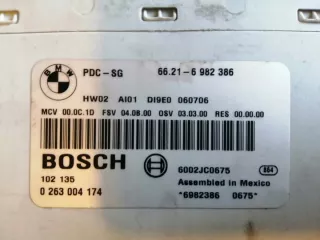 BMW
PDC-SG 66.21-6 982 386
HW02 AI01 DI9E0 060706
MCV 00.0C.1D FSV 04.08.00 OSV 03.03.00 RES 00.00.00
BOSCH
6002JC0675 864
102 135 Assembled in Mexico
0 263 004 174 *6982386 0675*